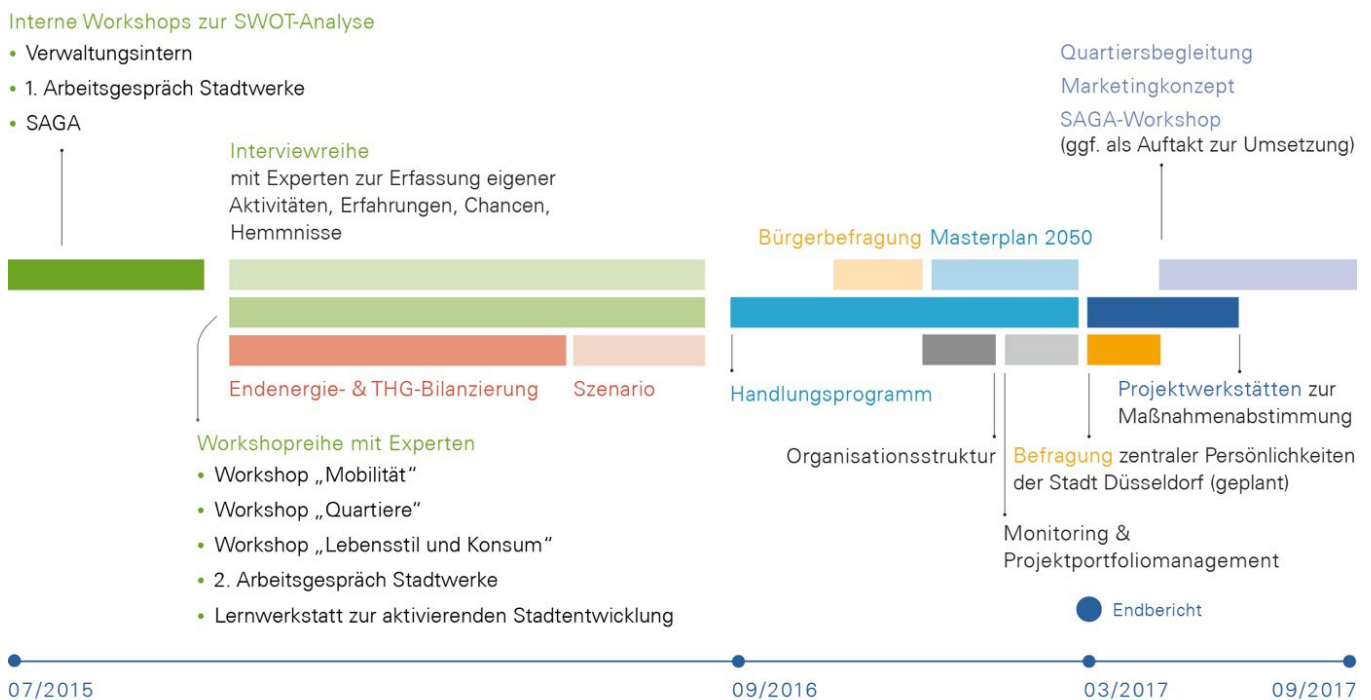 Interne Workshops zur SWOT-Analyse
• Verwaltungsintern
• 1. Arbeitsgespräch Stadtwerke
• SAGA
Interviewreihe
mit Experten zur Erfassung eigener
Aktivitäten, Erfahrungen, Chancen,
Hemmnisse
Quartiersbegleitung
Marketingkonzept
SAGA-Workshop
(ggf. als Auftakt zur Umsetzung)
Bürgerbefragung
Masterplan 2050
Endenergie- & THG-Bilanzierung
Szenario
Handlungsprogramm
Projektwerkstätten zur
Maßnahmenabstimmung
Workshopreihe mit Experten
• Workshop „Mobilität“
• Workshop „Quartiere“
• Workshop „Lebensstil und Konsum“
• 2. Arbeitsgespräch Stadtwerke
• Lernwerkstatt zur aktivierenden Stadtentwicklung
Organisationsstruktur
Befragung zentraler Persönlichkeiten
der Stadt Düsseldorf (geplant)
Monitoring &
Projektportfoliomanagement
Endbericht
07/2015
09/2016
03/2017
09/2017